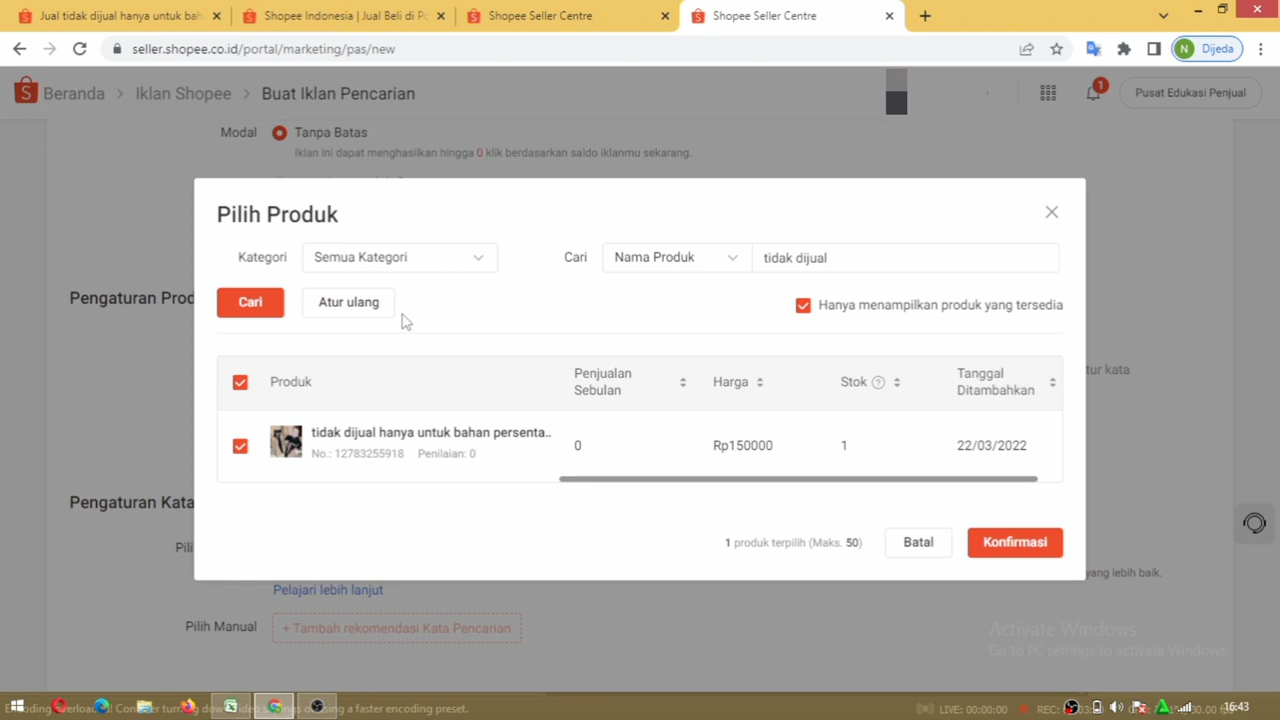 Jual tidak dijual hanya untuk bah
Shopee Indonesia | Jual Beli di Po
Shopee Seller Centre
Shopee Seller Centre
seller.shopee.co.id/portal/marketing/pas/new
N Dijeda
Beranda > Iklan Shopee > Buat Iklan Pencarian
1
Pusat Edukasi Penjual
Modal
Tanpa Batas
Iklan ini dapat menghasilkan hingga 0 klik berdasarkan saldo iklanmu sekarang.
Pilih Produk
Kategori
Semua Kategori
Cari
Nama Produk
tidak dijual
Pengaturan Prod
Cari
Atur ulang
Hanya menampilkan produk yang tersedia
tur kata
Produk
Penjualan Sebulan
Harga
Stok
Tanggal Ditambahkan
tidak dijual hanya untuk bahan persenta..
No.: 12783255918 Penilaian: 0
0
Rp150000
1
22/03/2022
Pengaturan Kata
1 produk terpilih (Maks. 50)
Batal
Konfirmasi
Pili
yang lebih baik.
Pelajari lebih lanjut
Pilih Manual
+ Tambah rekomendasi Kata Pencarian
Activate Windows
Go to PC settings to activate Windows.
LIVE: 00:00:00
REC:
16:43